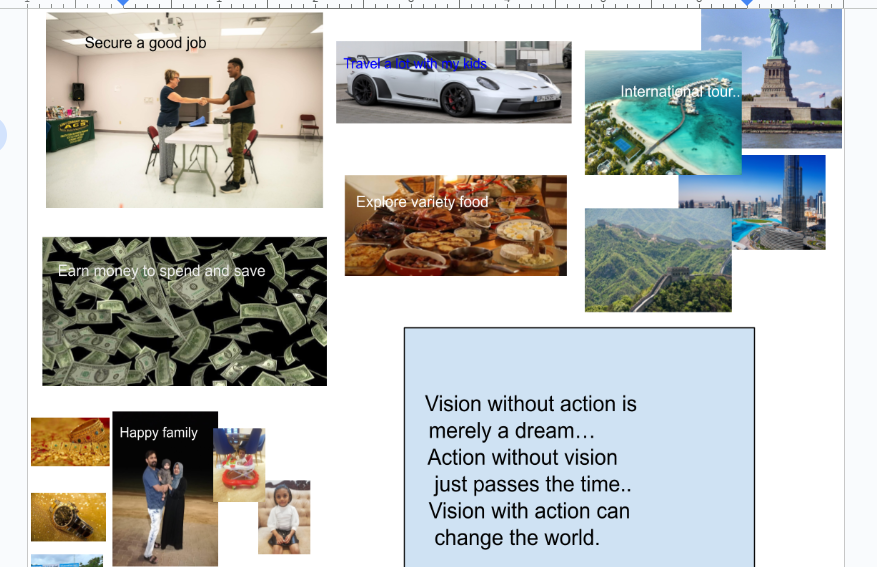 Secure a good job
Travel a lot with my kids
International tour..
Explore variety food
Earn money to spend and save
Happy family
Vision without action is
merely a dream…
Action without vision
just passes the time..
Vision with action can
change the world.